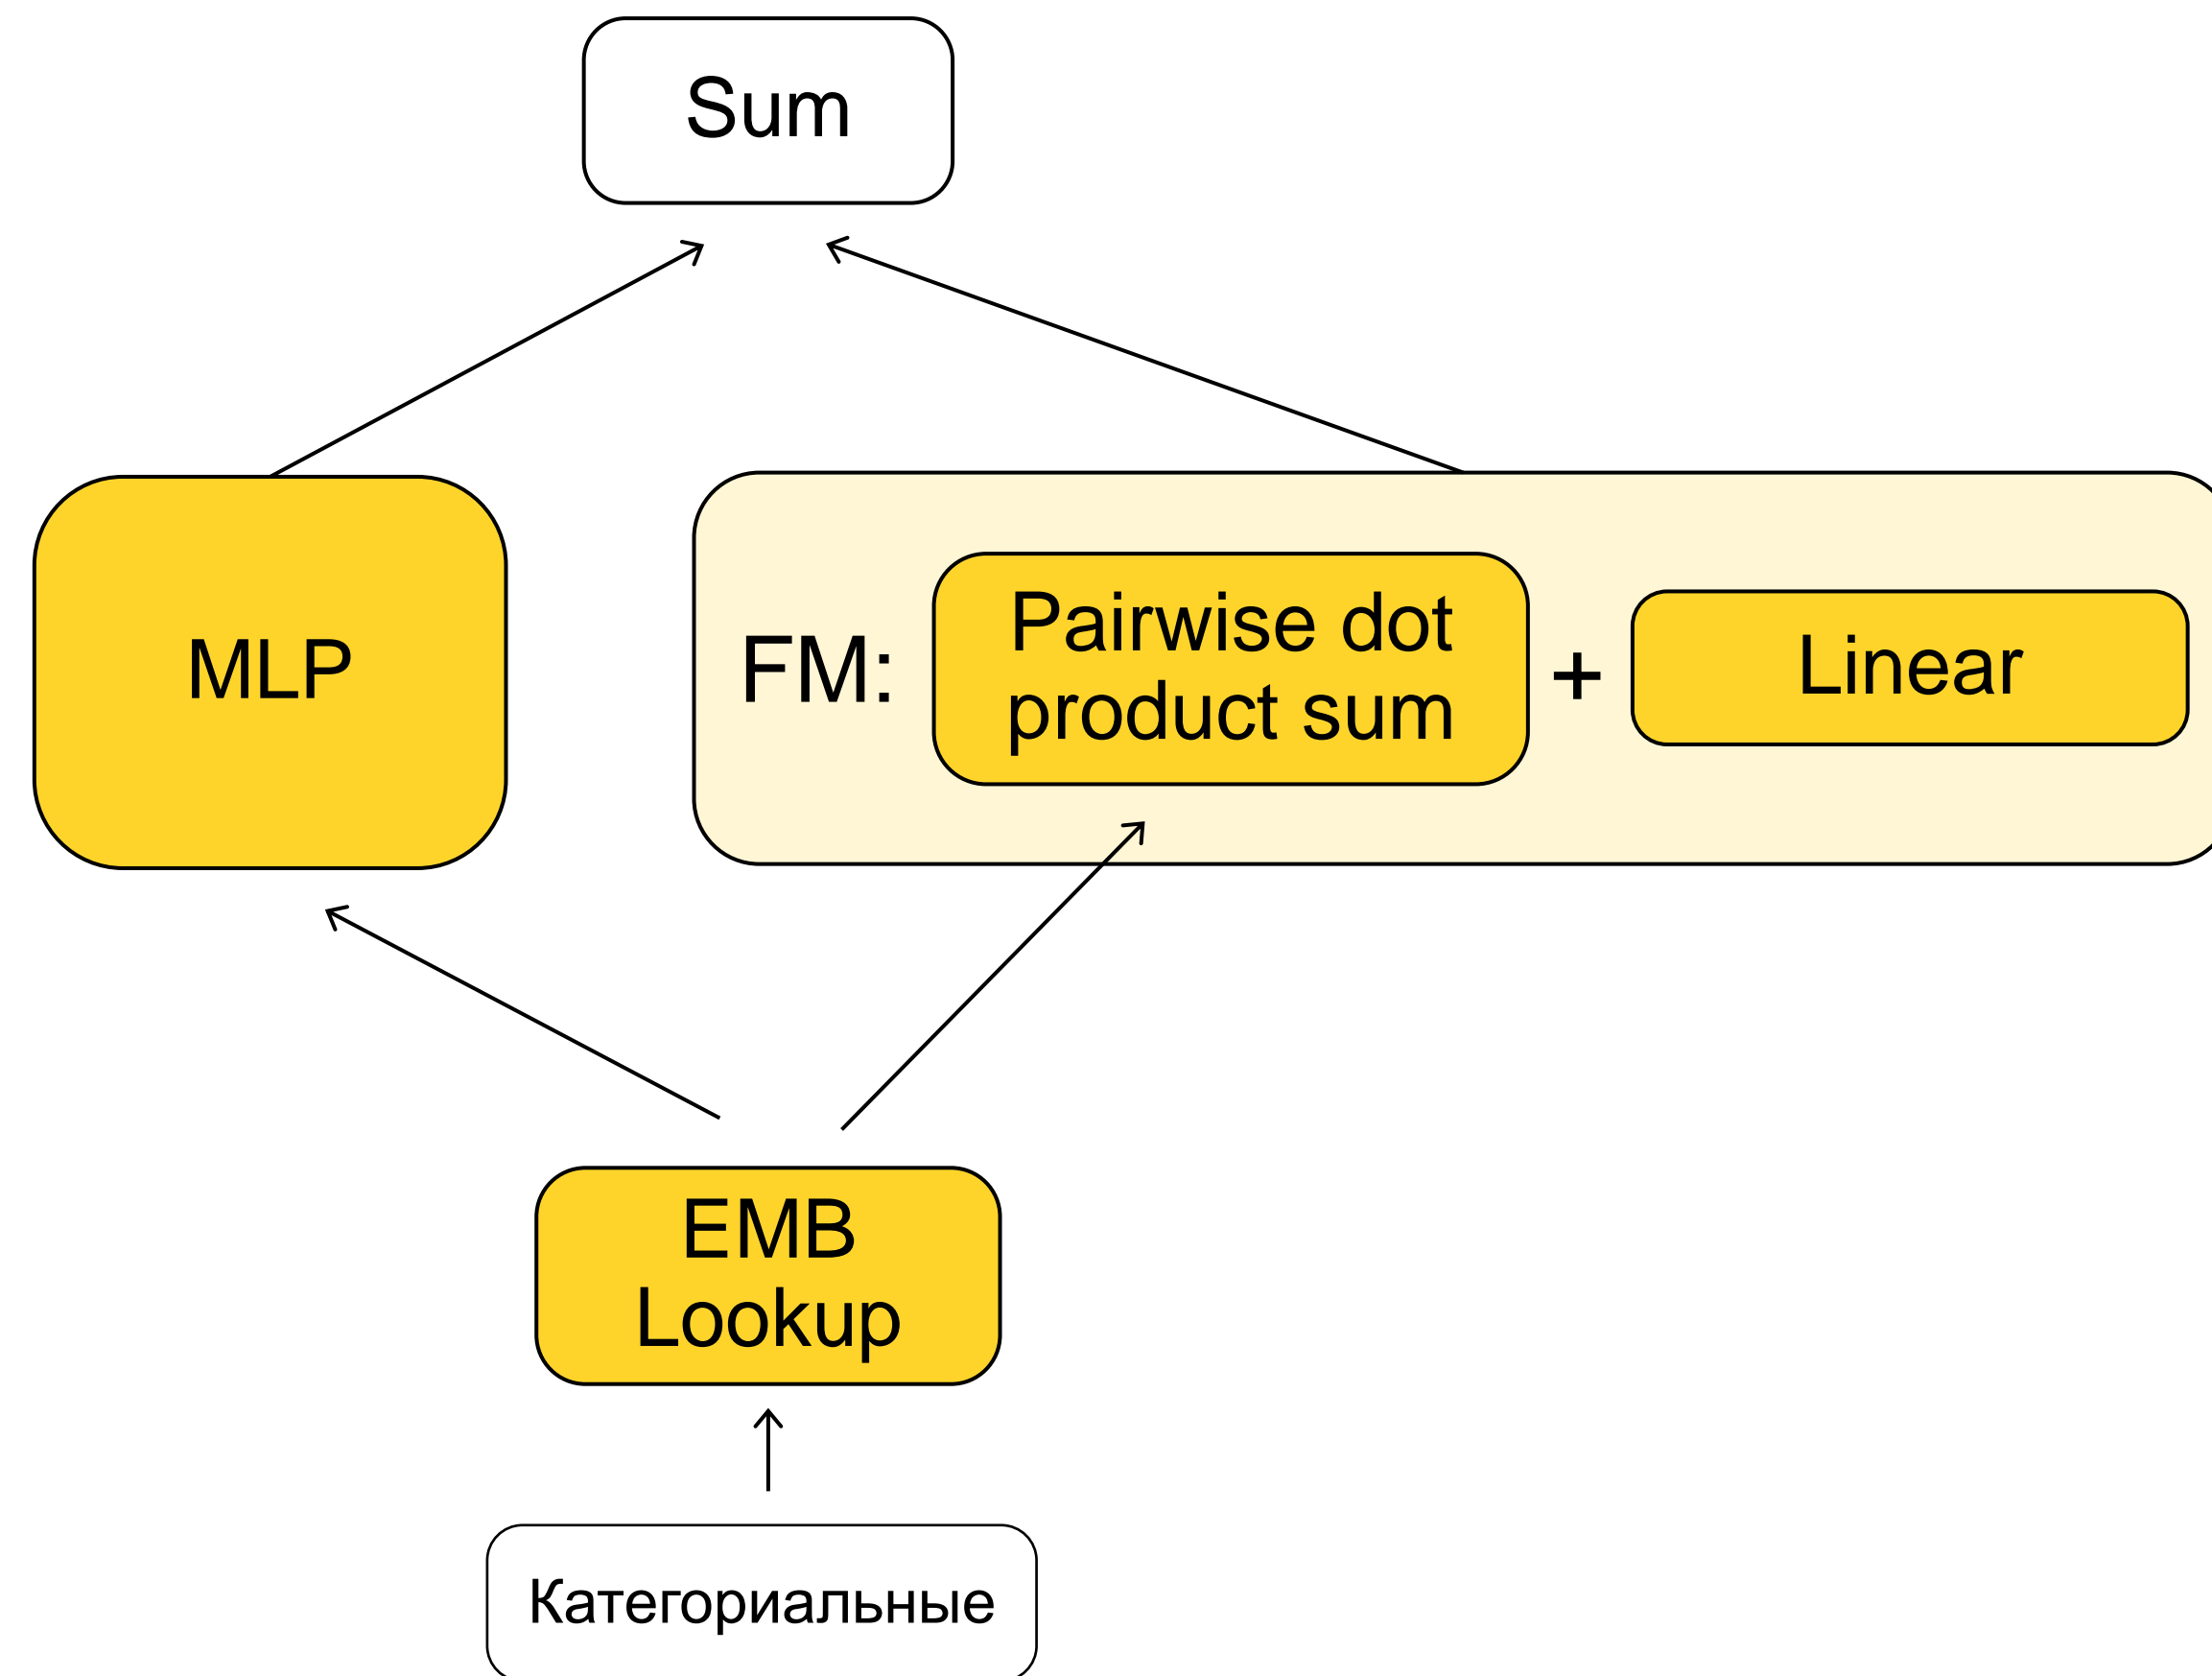 Sum
MLP
FM:
Pairwise dot
product sum
+
Linear
EMB
Lookup
Категориальные